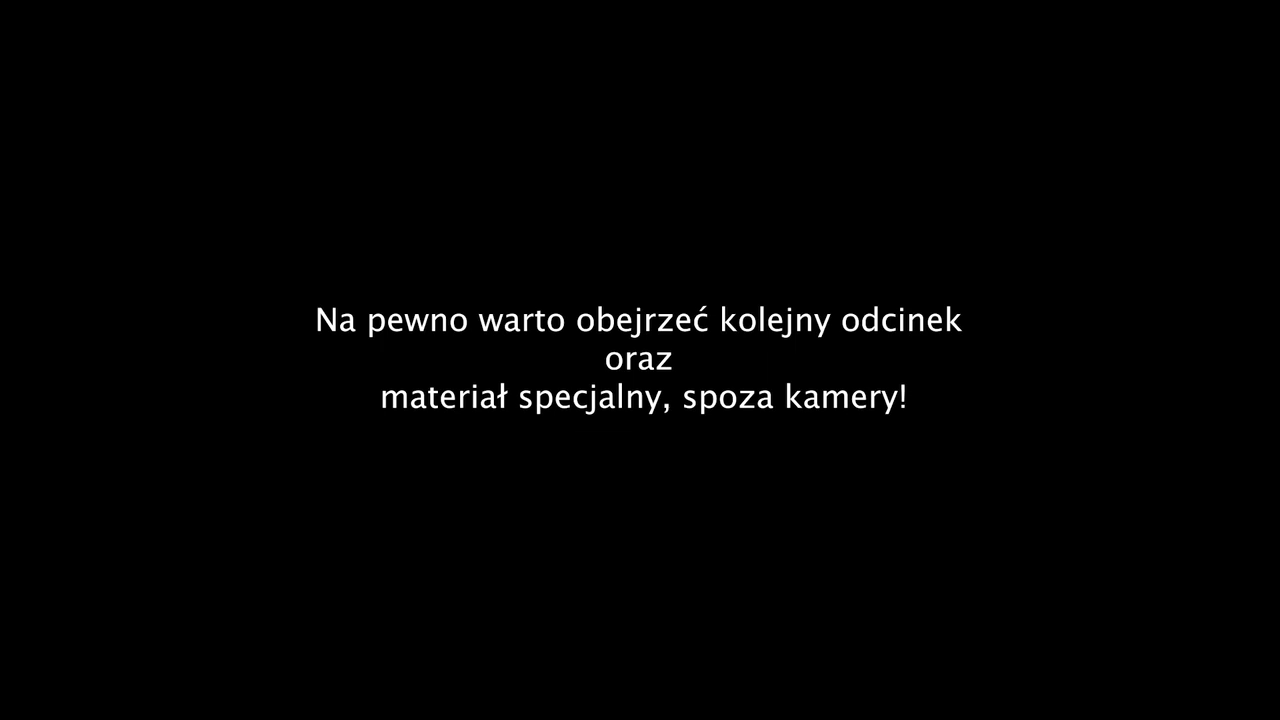 Na pewno warto obejrzeć kolejny odcinek
oraz
materiał specjalny, spoza kamery!